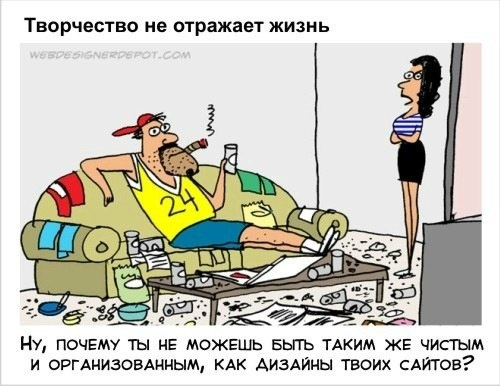 Творчество не отражает жизнь
WEBDESIGNERDEPOT.COM
24
Ну, почему ты не можешь быть таким же чистым
и организованным, как дизайны твоих сайтов?